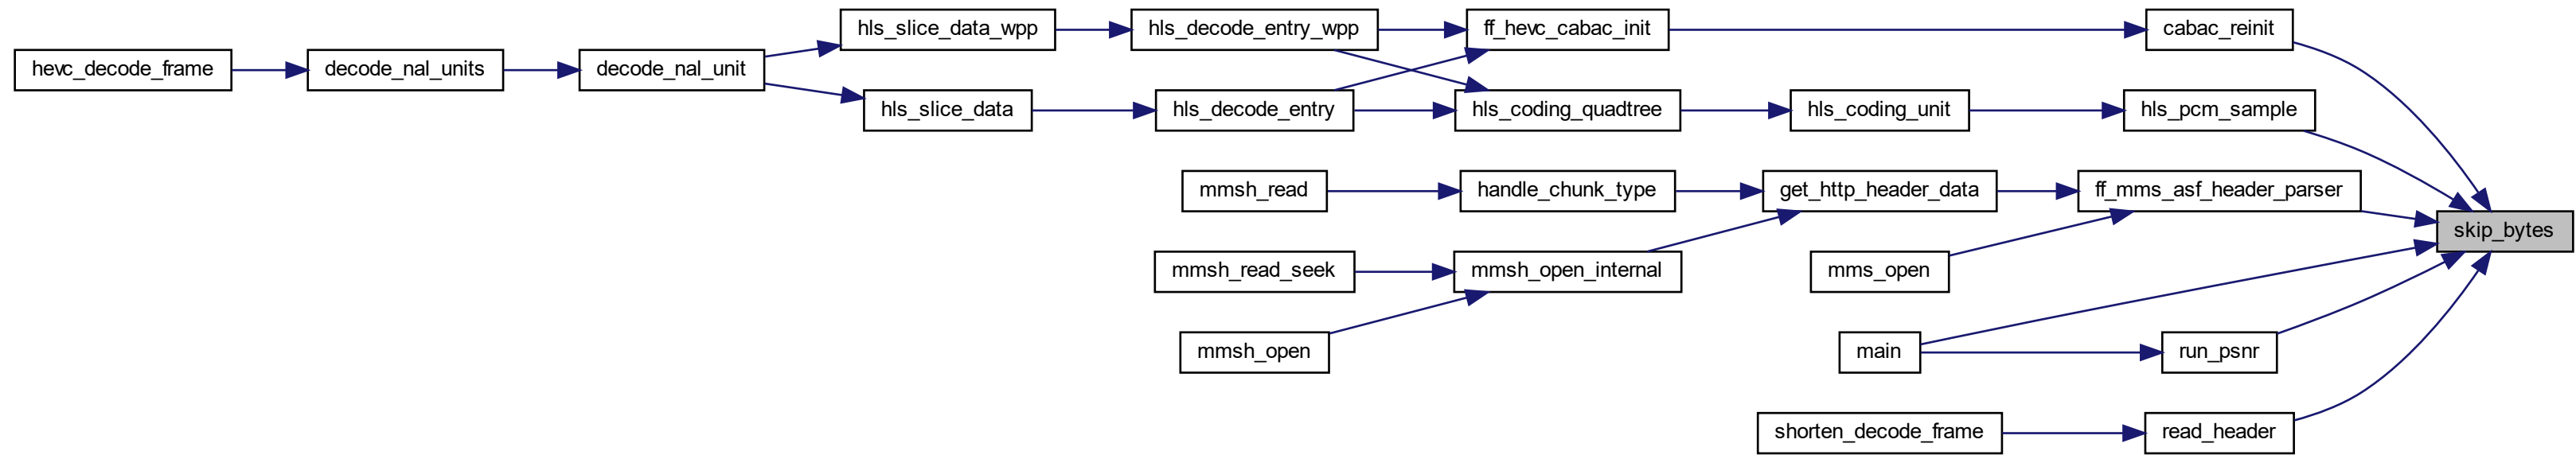 hls_slice_data_wpp
hls_decode_entry_wpp
ff_hevc_cabac_init
cabac_reinit
hevc_decode_frame
decode_nal_units
decode_nal_unit
hls_slice_data
hls_decode_entry
hls_coding_quadtree
hls_coding_unit
hls_pcm_sample
mmsh_read
handle_chunk_type
get_http_header_data
ff_mms_asf_header_parser
skip_bytes
mmsh_read_seek
mmsh_open_internal
mms_open
mmsh_open
main
run_psnr
shorten_decode_frame
read_header